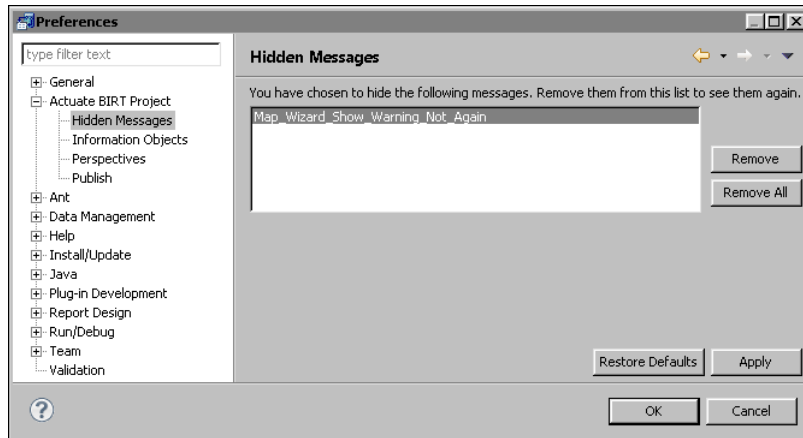 Preferences
type filter text
General
Actuate BIRT Project
Hidden Messages
Information Objects
Perspectives
Publish
Ant
Data Management
Help
Install/Update
Java
Plug-in Development
Report Design
Run/Debug
Team
Validation
Hidden Messages
You have chosen to hide the following messages. Remove them from this list to see them again.
Map_Wizard_Show_Warning_Not_Again
Remove
Remove All
Restore Defaults
Apply
?
OK
Cancel